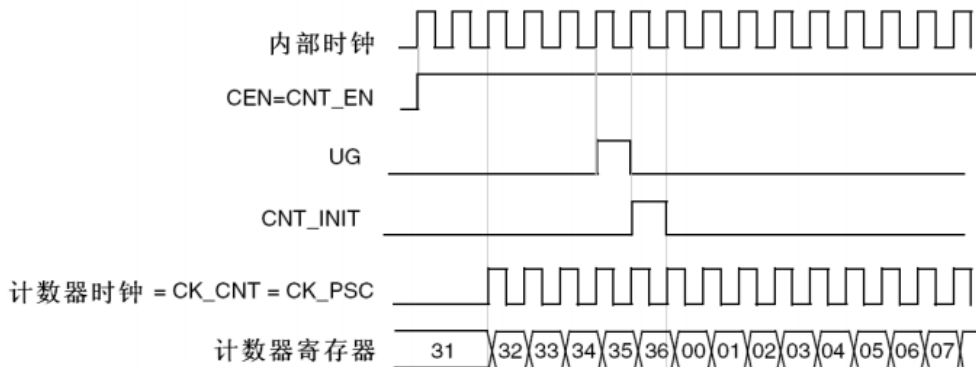 内部时钟
CEN=CNT_EN
UG
CNT_INIT
计数器时钟 = CK_CNT = CK_PSC
计数器寄存器 31 32 33 34 35 36 00 01 02 03 04 05 06 07